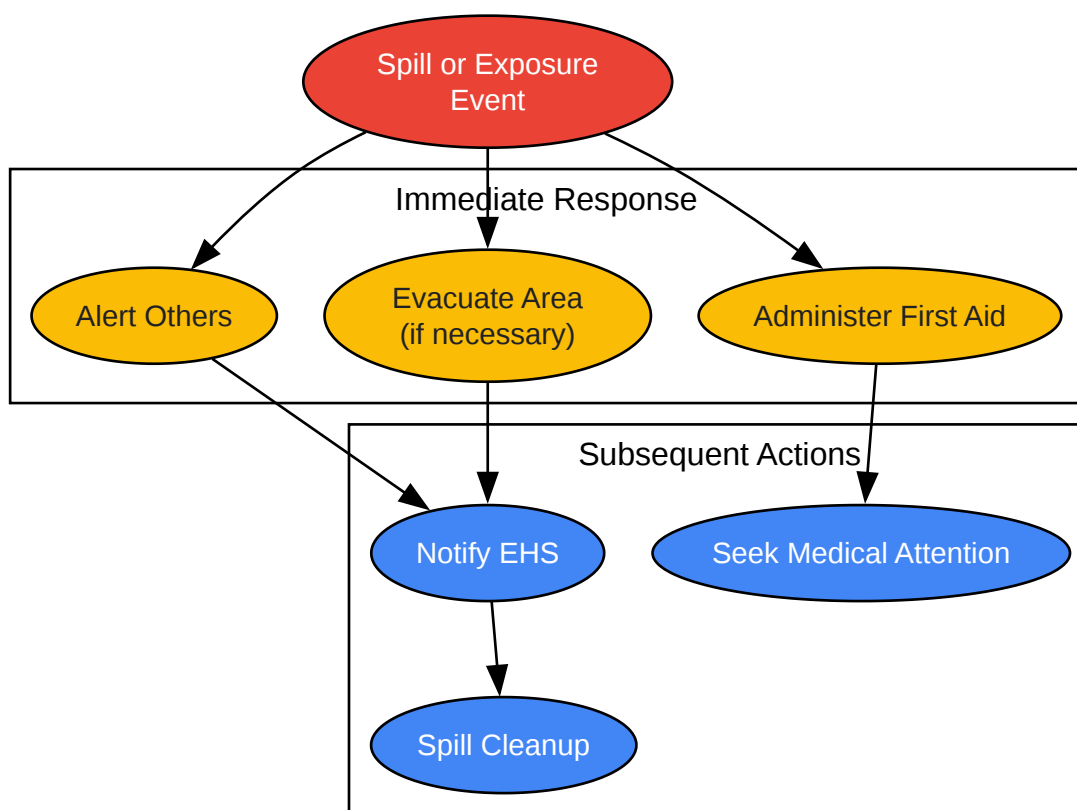 Spill or Exposure
Event
Immediate Response
Alert Others
Evacuate Area
(if necessary)
Administer First Aid
Subsequent Actions
Notify EHS
Seek Medical Attention
Spill Cleanup